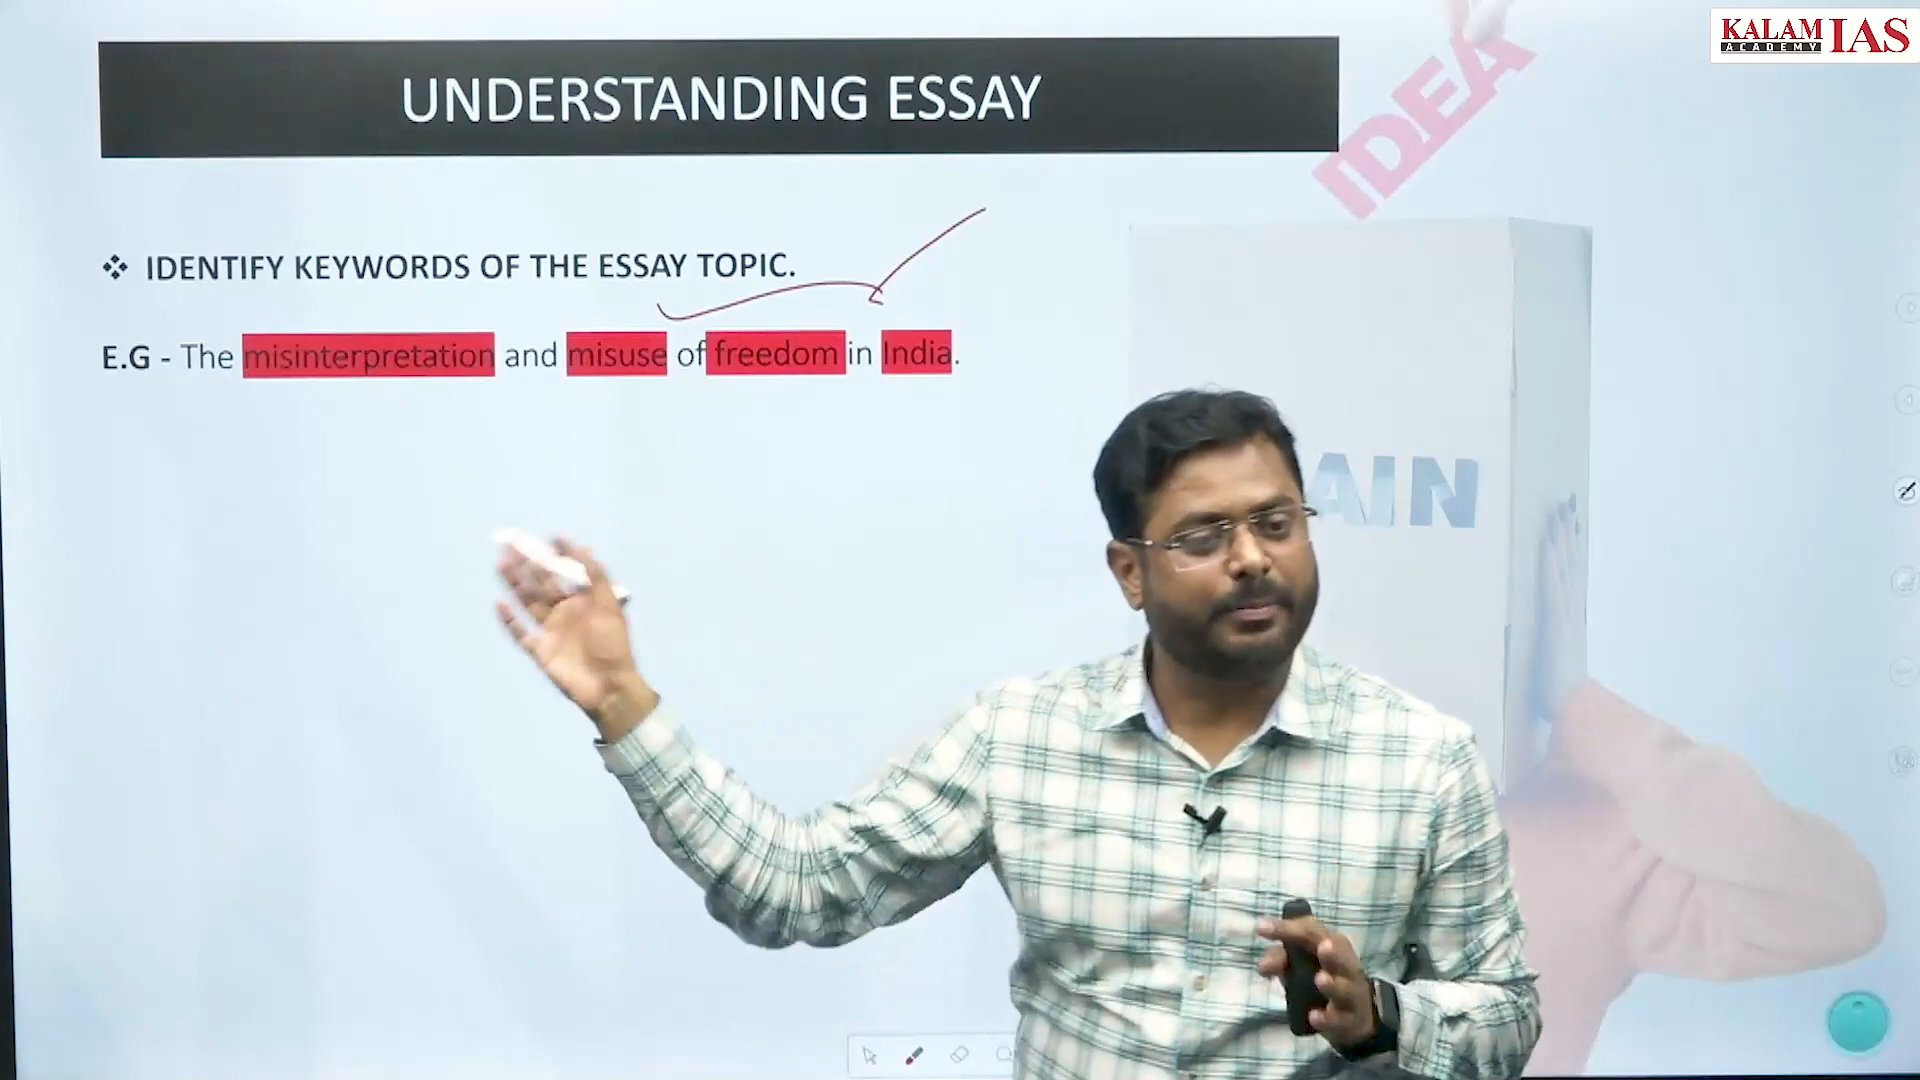 KALAM IAS
ACADEMY
UNDERSTANDING ESSAY
IDEA
❖ IDENTIFY KEYWORDS OF THE ESSAY TOPIC.
E.G - The misinterpretation and misuse of freedom in India.
AIN